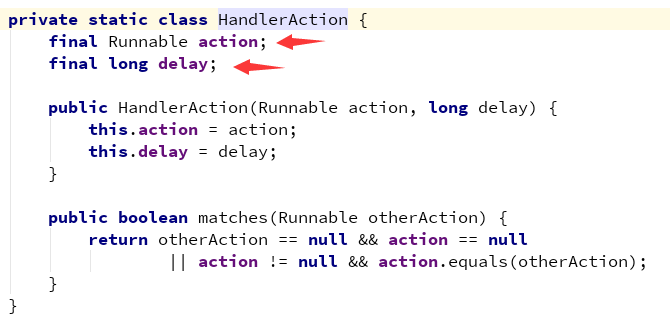 private static class HandlerAction {
    final Runnable action;
    final long delay;
    public HandlerAction(Runnable action, long delay) {
        this.action = action;
        this.delay = delay;
    }
    public boolean matches(Runnable otherAction) {
        return otherAction == null && action == null
                || action != null && action.equals(otherAction);
    }
}